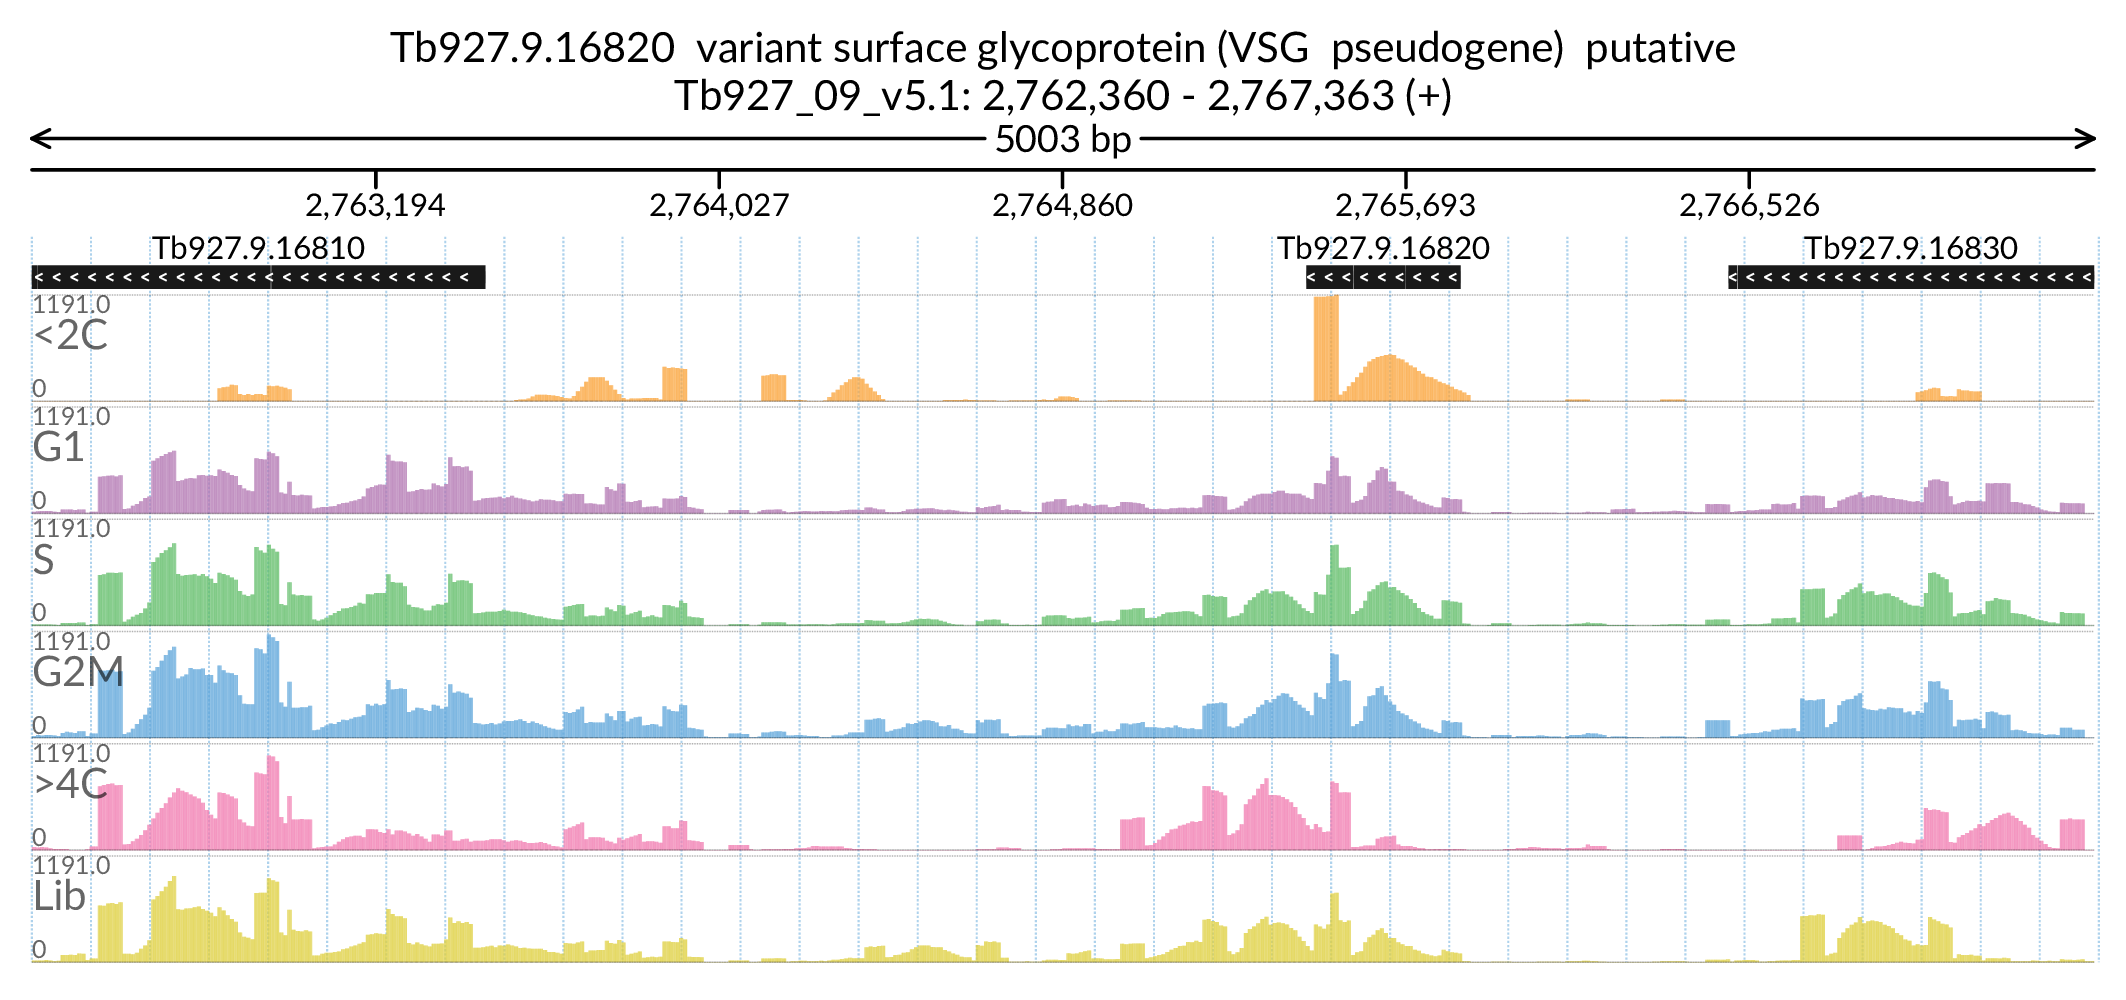 Tb927.9.16820 variant surface glycoprotein (VSG pseudogene) putative
Tb927_09_v5.1: 2,762,360 - 2,767,363 (+)
5003 bp
2,763,194 2,764,027 2,764,860 2,765,693 2,766,526
Tb927.9.16810 Tb927.9.16820 Tb927.9.16830
1191.0
<2C
0
1191.0
G1
0
1191.0
S
0
1191.0
G2M
0
1191.0
>4C
0
1191.0
Lib
0